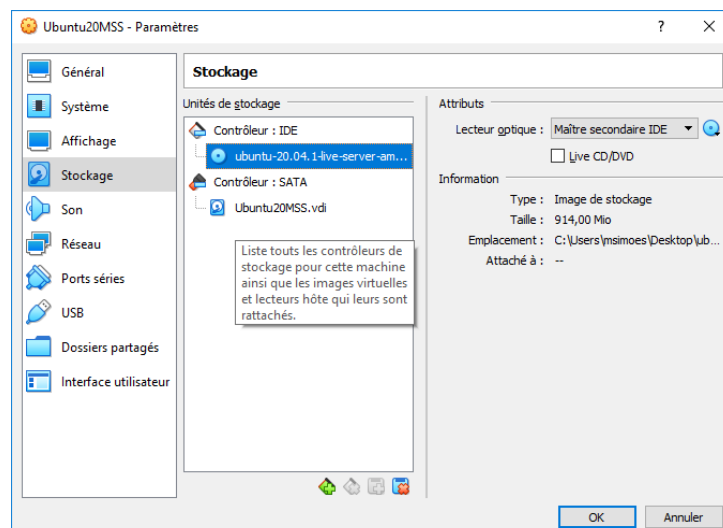 Ubuntu20MSS - Paramètres
?
Général
Système
Affichage
Stockage
Son
Réseau
Ports séries
USB
Dossiers partagés
Interface utilisateur
Stockage
Unités de stockage
Contrôleur : IDE
ubuntu-20.04.1-live-server-am...
Contrôleur : SATA
Ubuntu20MSS.vdi
Liste touts les contrôleurs de
stockage pour cette machine
ainsi que les images virtuelles
et lecteurs hôte qui leurs sont
rattachés.
Attributs
Lecteur optique : Maître secondaire IDE
Live CD/DVD
Information
Type : Image de stockage
Taille : 914,00 Mio
Emplacement : C:\Users\msimoes\Desktop\ub...
Attaché à : --
OK Annuler